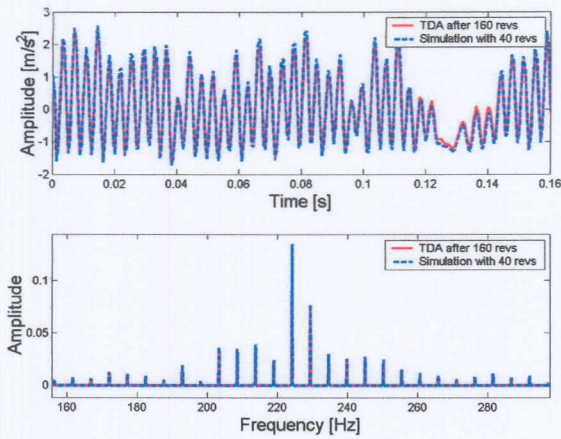 3
2
1
0
-1
-2
Amplitude [m/s²]
TDA after 160 revs
Simulation with 40 revs
0 0.02 0.04 0.06 0.08 0.1 0.12 0.14 0.16
Time [s]
0.1
0.05
0
Amplitude
TDA after 160 revs
Simulation with 40 revs
160 180 200 220 240 260 280
Frequency [Hz]